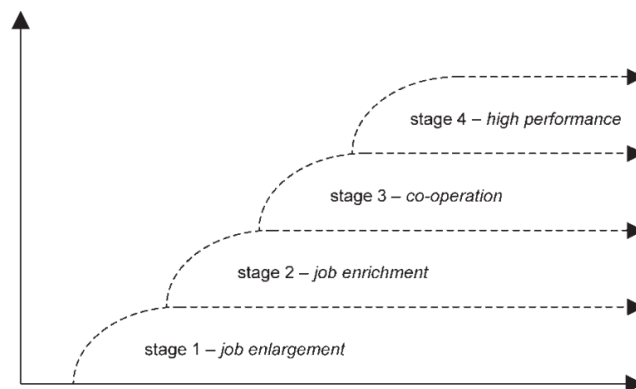 stage 4 – high performance
stage 3 – co-operation
stage 2 – job enrichment
stage 1 – job enlargement